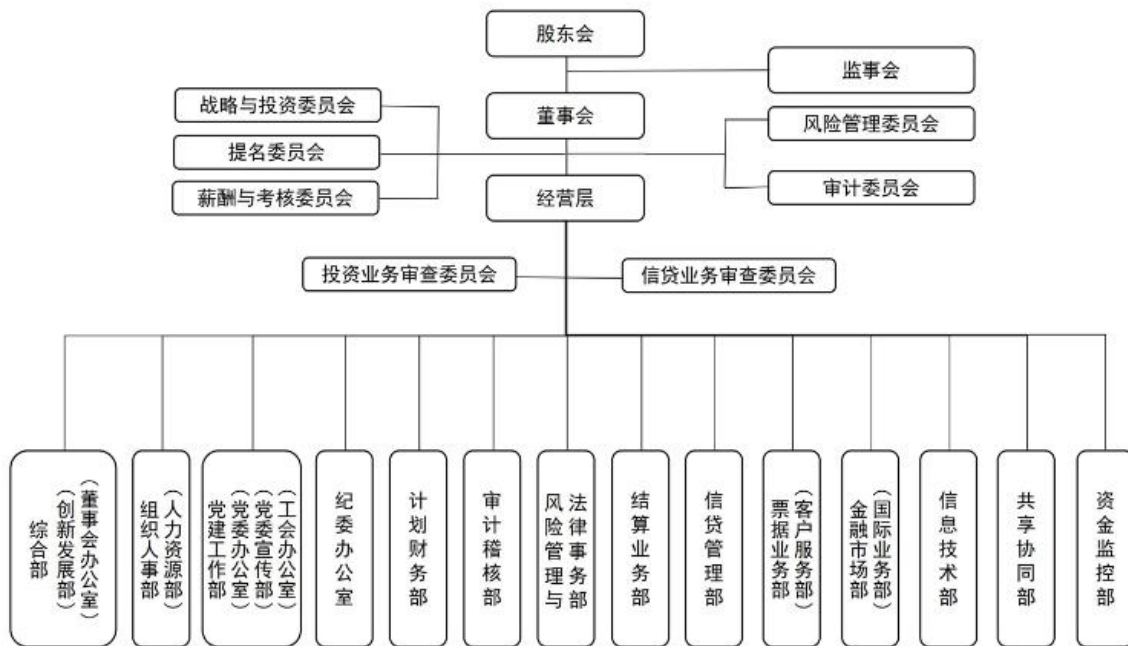 股东会
监事会
战略与投资委员会
董事会
风险管理委员会
提名委员会
薪酬与考核委员会
经营层
审计委员会
投资业务审查委员会
信贷业务审查委员会
综合部
（创新发展部）
（董事会办公室）
组织人事部
（人力资源部）
党建工作部
（党委办公室）
（党委宣传部）
（工会办公室）
纪委办公室
计划财务部
审计稽核部
风险管理与
法律事务部
结算业务部
信贷管理部
票据业务部
（客户服务部）
金融市场部
（国际业务部）
信息技术部
共享协同部
资金监控部